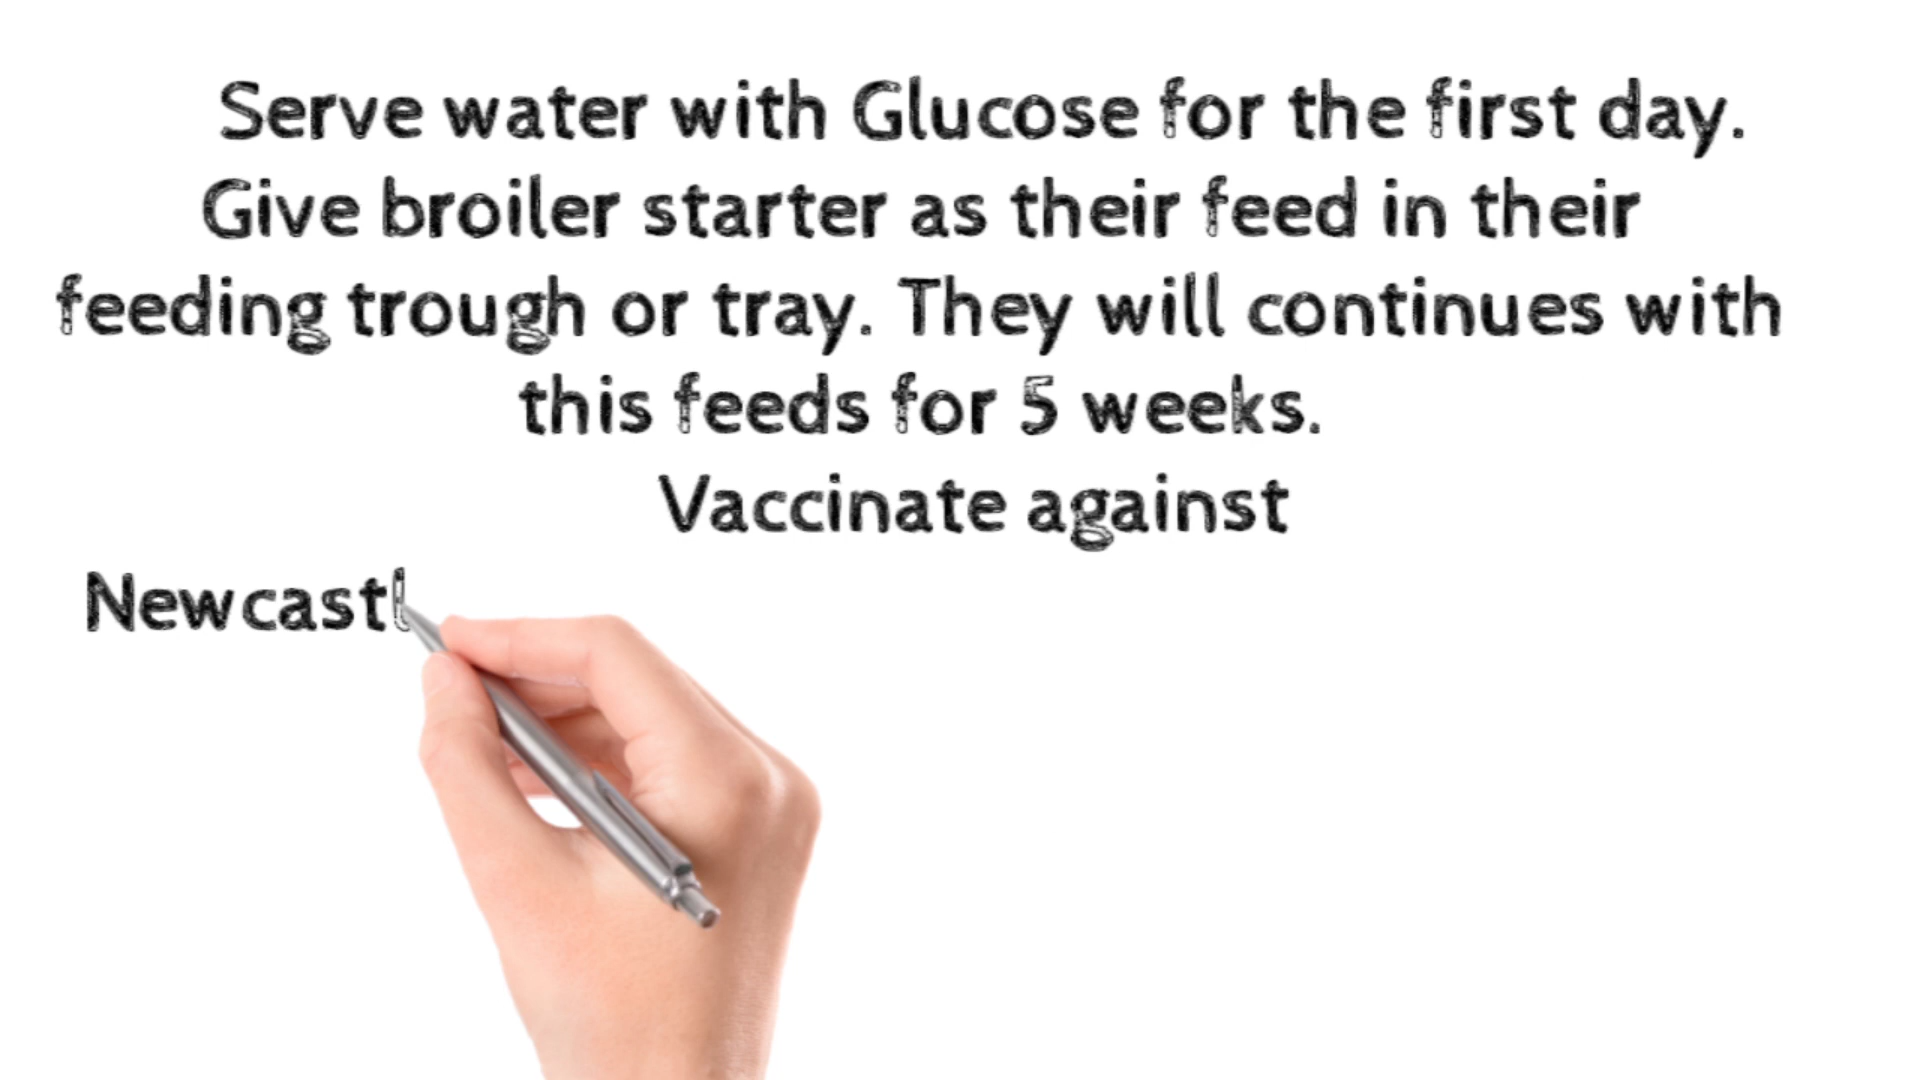 Serve water with Glucose for the first day.
Give broiler starter as their feed in their
feeding trough or tray. They will continues with
this feeds for 5 weeks.
Vaccinate against
Newcastl